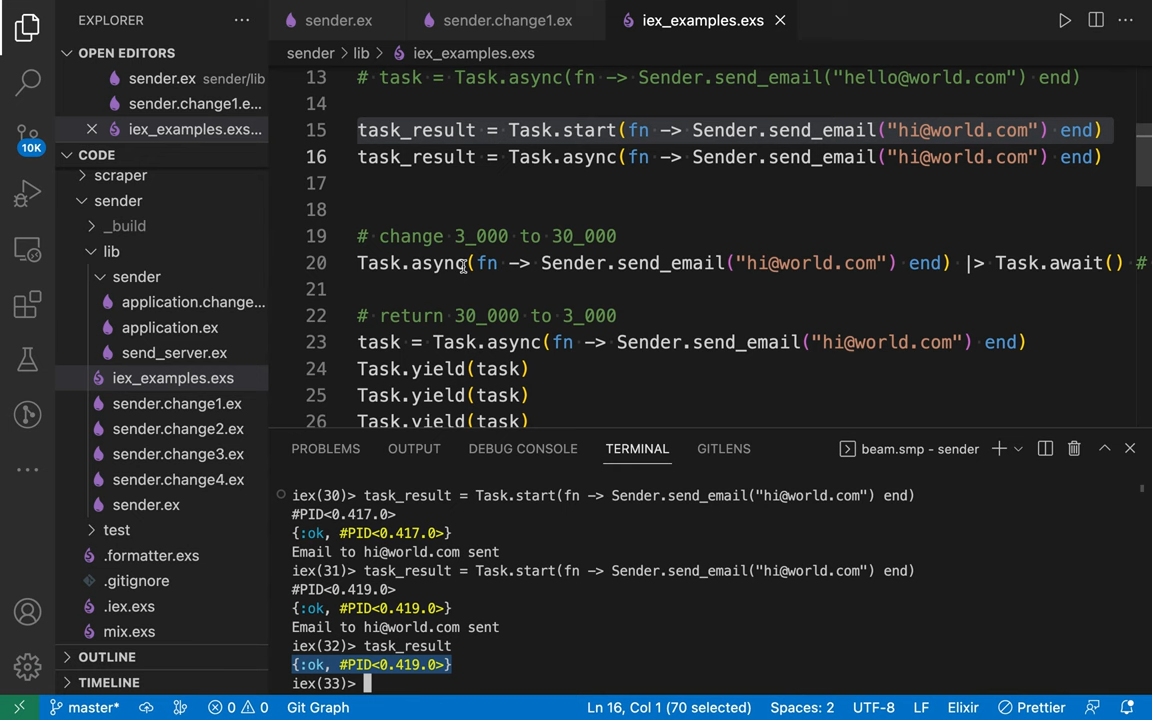 EXPLORER
sender.ex
sender.change1.ex
iex_examples.exs
OPEN EDITORS
sender.ex sender/lib
sender.change1.e...
iex_examples.exs...
CODE
scraper
sender
_build
lib
sender
application.change...
application.ex
send_server.ex
iex_examples.exs
sender.change1.ex
sender.change2.ex
sender.change3.ex
sender.change4.ex
sender.ex
test
.formatter.exs
.gitignore
.iex.exs
mix.exs
OUTLINE
TIMELINE
10K
sender > lib > iex_examples.exs
13 # task = Task.async(fn -> Sender.send_email("hello@world.com") end)
14
15 task_result = Task.start(fn -> Sender.send_email("hi@world.com") end)
16 task_result = Task.async(fn -> Sender.send_email("hi@world.com") end)
17
18
19 # change 3_000 to 30_000
20 Task.async(fn -> Sender.send_email("hi@world.com") end) |> Task.await() #
21
22 # return 30_000 to 3_000
23 task = Task.async(fn -> Sender.send_email("hi@world.com") end)
24 Task.yield(task)
25 Task.yield(task)
26 Task.yield(task)
PROBLEMS OUTPUT DEBUG CONSOLE TERMINAL GITLENS
beam.smp - sender
iex(30)> task_result = Task.start(fn -> Sender.send_email("hi@world.com") end)
#PID<0.417.0>
{:ok, #PID<0.417.0>}
Email to hi@world.com sent
iex(31)> task_result = Task.start(fn -> Sender.send_email("hi@world.com") end)
#PID<0.419.0>
{:ok, #PID<0.419.0>}
Email to hi@world.com sent
iex(32)> task_result
{:ok, #PID<0.419.0>}
iex(33)>
master* 0 0 Git Graph Ln 16, Col 1 (70 selected) Spaces: 2 UTF-8 LF Elixir Prettier